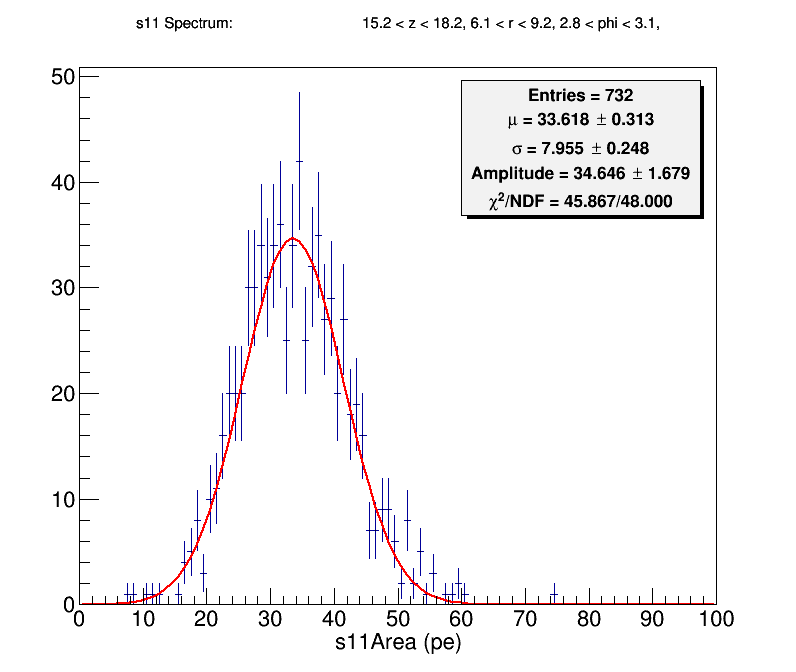 s11 Spectrum: 15.2 < z < 18.2, 6.1 < r < 9.2, 2.8 < phi < 3.1,
Entries = 732
μ = 33.618 ± 0.313
σ = 7.955 ± 0.248
Amplitude = 34.646 ± 1.679
χ²/NDF = 45.867/48.000
50
40
30
20
10
0
0 10 20 30 40 50 60 70 80 90 100
s11Area (pe)